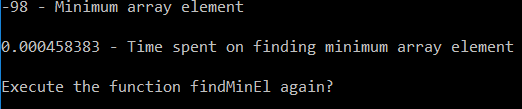 -98 - Minimum array element
0.000458383 - Time spent on finding minimum array element
Execute the function findMinEl again?